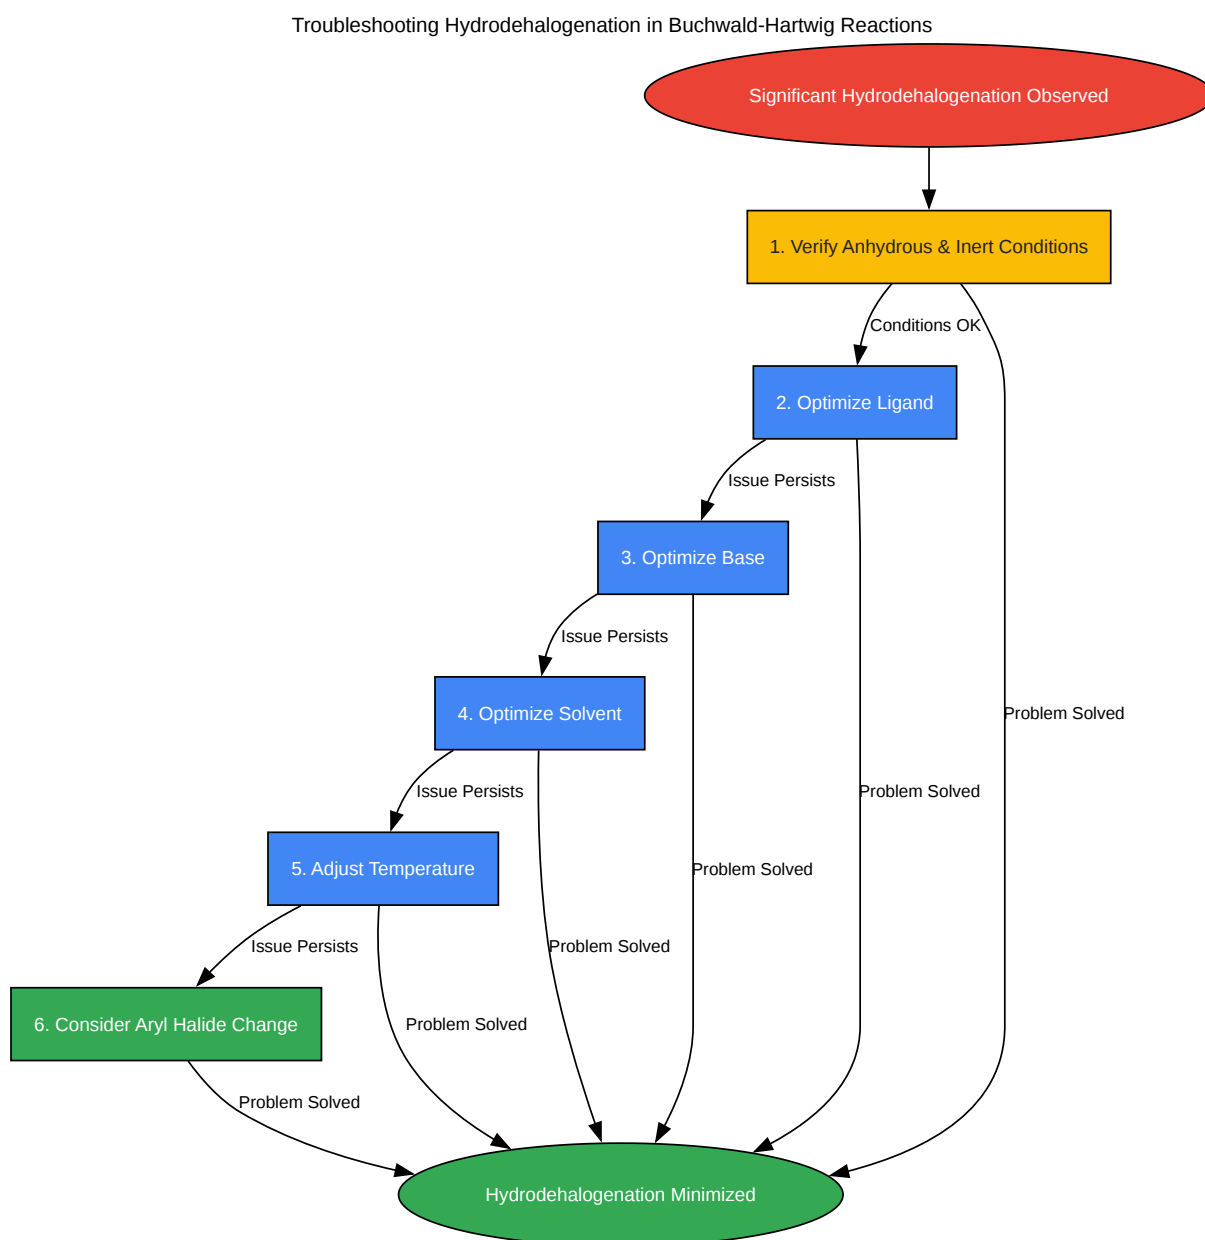 Troubleshooting Hydrodehalogenation in Buchwald-Hartwig Reactions
Significant Hydrodehalogenation Observed
1. Verify Anhydrous & Inert Conditions
Conditions OK
2. Optimize Ligand
Issue Persists
3. Optimize Base
Issue Persists
4. Optimize Solvent
Problem Solved
Issue Persists
Problem Solved
5. Adjust Temperature
Problem Solved
Issue Persists
Problem Solved
6. Consider Aryl Halide Change
Problem Solved
Problem Solved
Hydrodehalogenation Minimized